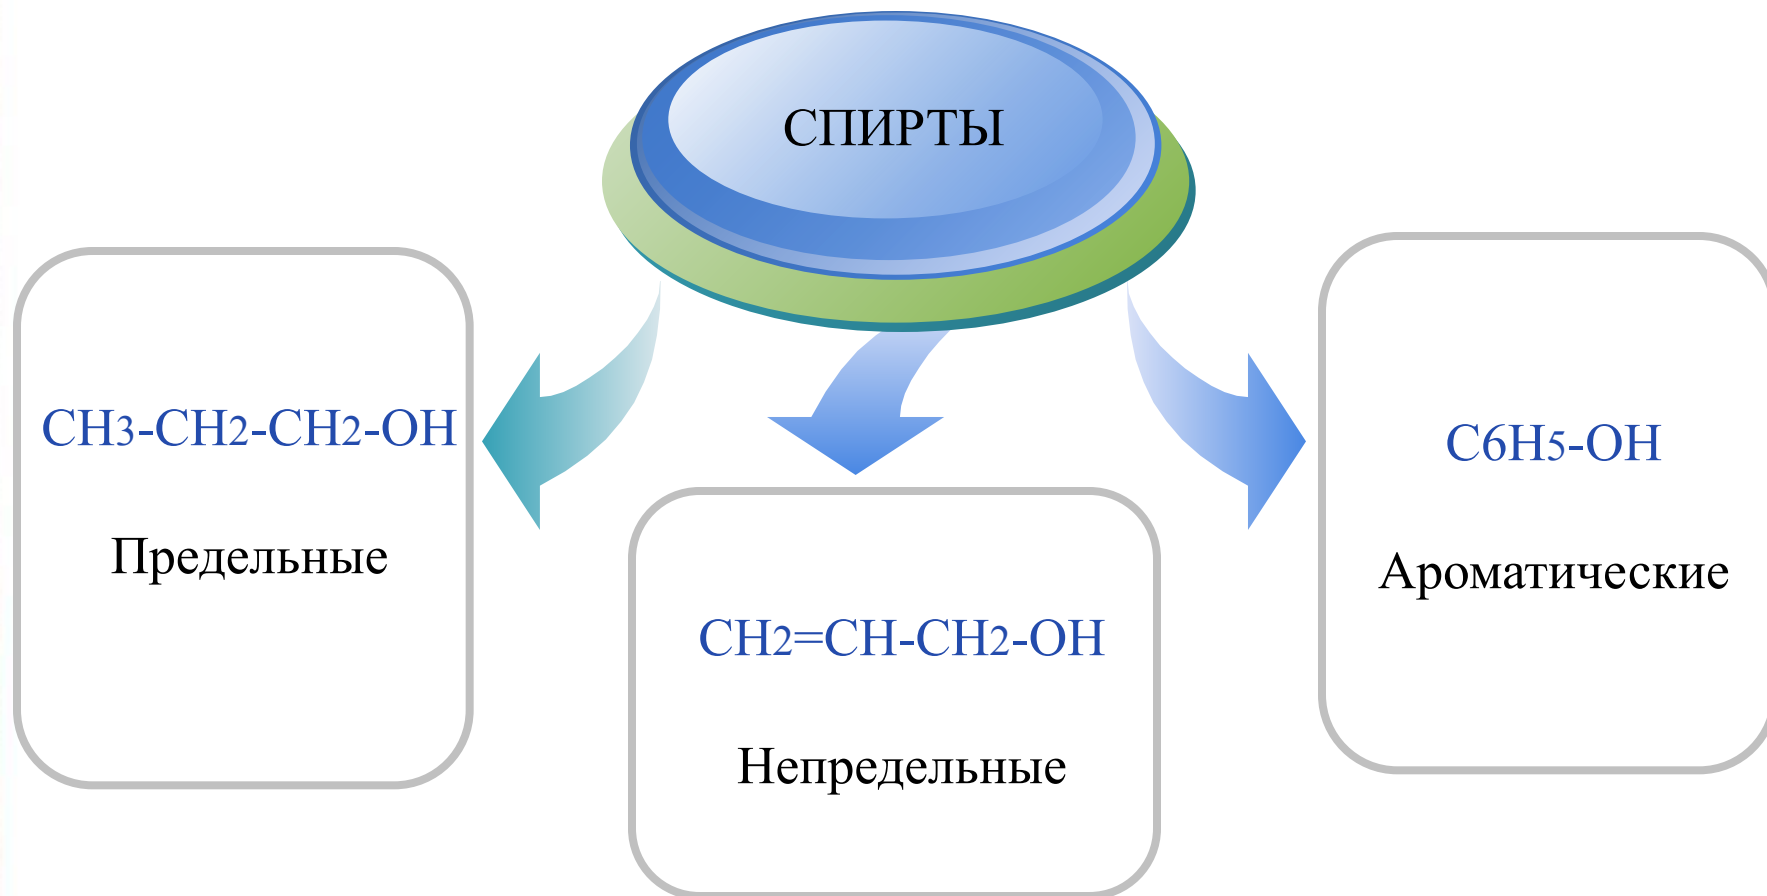 СПИРТЫ
CH3-CH2-CH2-OH
Предельные
CH2=CH-CH2-OH
Непредельные
C6H5-OH
Ароматические